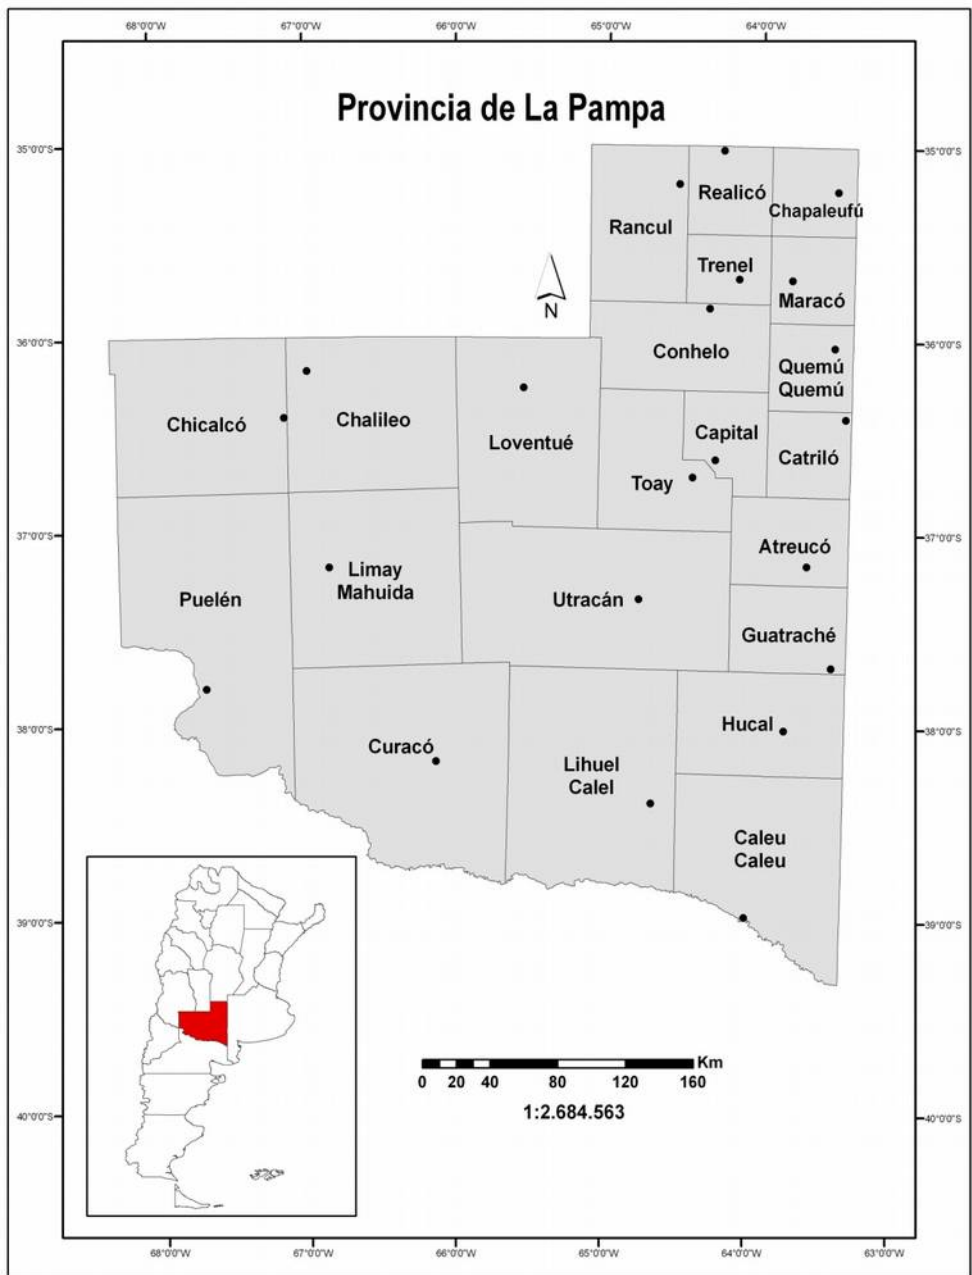 68°0'0"W 67°0'0"W 66°0'0"W 65°0'0"W 64°0'0"W
Provincia de La Pampa
35°0'0"S 35°0'0"S
Realicó
Chapaleufú
Rancul
Trenel
Maracó
N
36°0'0"S 36°0'0"S
Conhelo
Quemú
Quemú
Chicalcó
Chalileo
Loventué
Capital
Catriló
Toay
37°0'0"S 37°0'0"S
Atreucó
Limay
Mahuida
Puelén
Utracán
Guatraché
38°0'0"S 38°0'0"S
Hucal
Curacó
Lihuel
Calel
Caleu
Caleu
39°0'0"S 39°0'0"S
Km
0 20 40 80 120 160
1:2.684.563
40°0'0"S 40°0'0"S
68°0'0"W 67°0'0"W 66°0'0"W 65°0'0"W 64°0'0"W 63°0'0"W